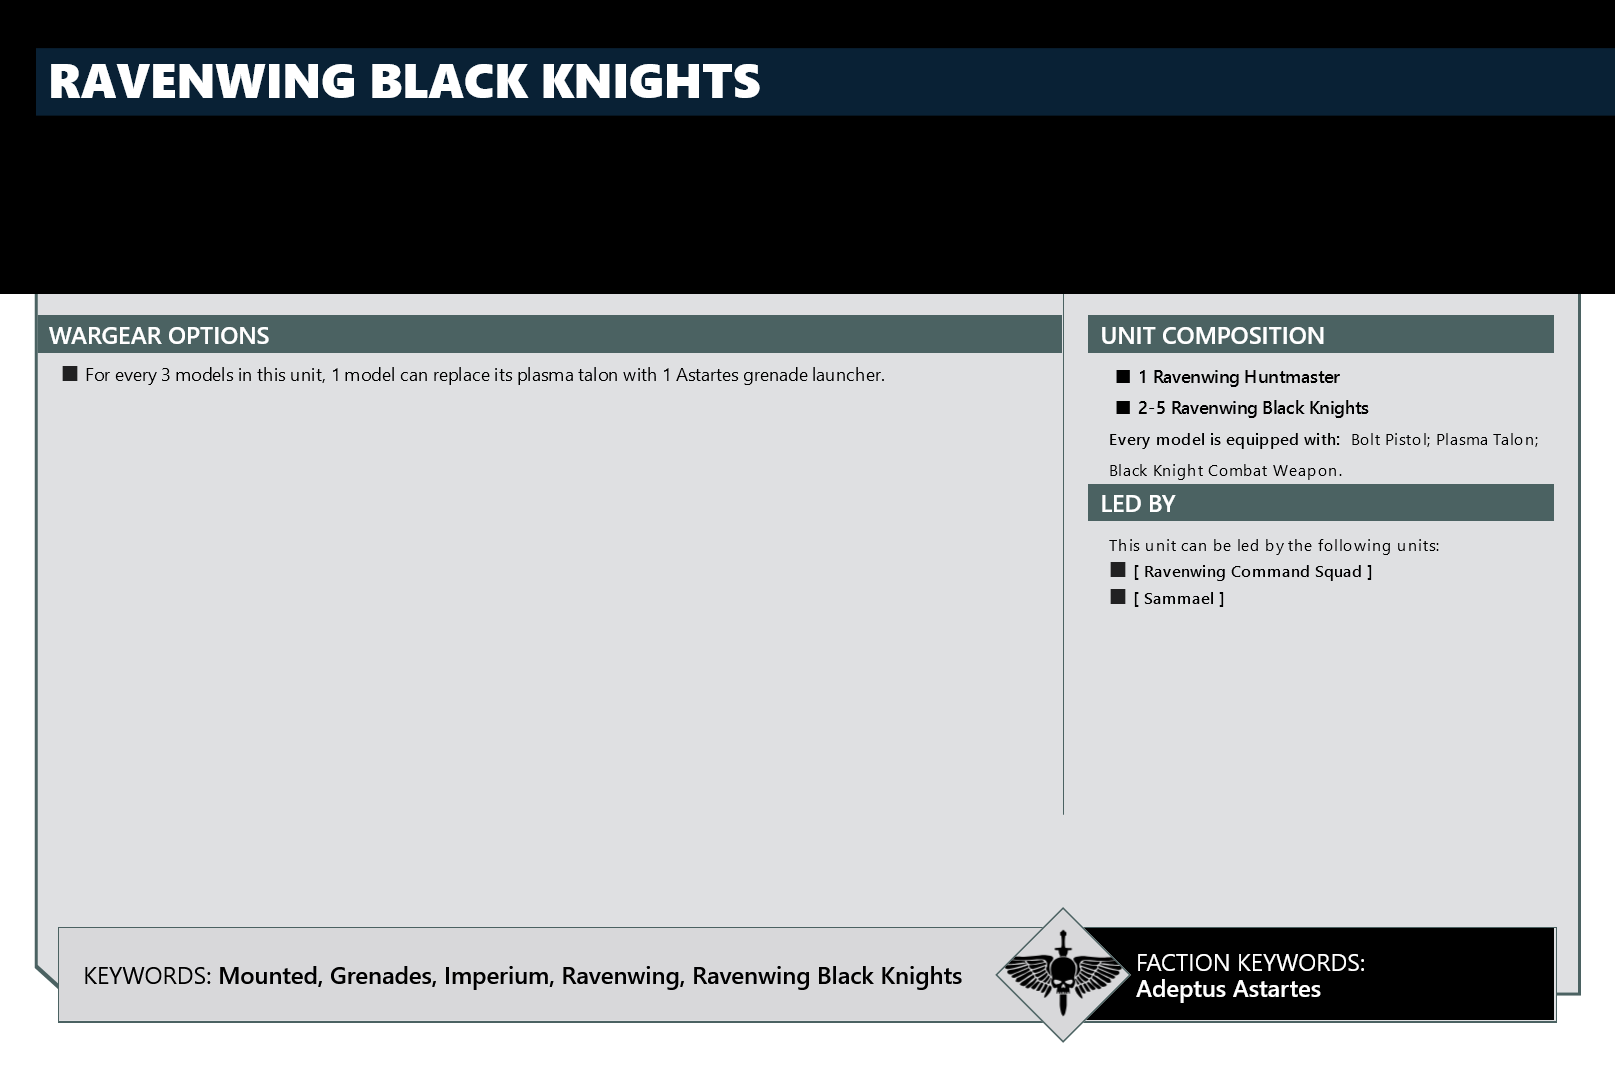 RAVENWING BLACK KNIGHTS
WARGEAR OPTIONS
■ For every 3 models in this unit, 1 model can replace its plasma talon with 1 Astartes grenade launcher.
UNIT COMPOSITION
■ 1 Ravenwing Huntmaster
■ 2-5 Ravenwing Black Knights
Every model is equipped with: Bolt Pistol; Plasma Talon;
Black Knight Combat Weapon.
LED BY
This unit can be led by the following units:
■ [ Ravenwing Command Squad ]
■ [ Sammael ]
KEYWORDS: Mounted, Grenades, Imperium, Ravenwing, Ravenwing Black Knights
FACTION KEYWORDS:
Adeptus Astartes